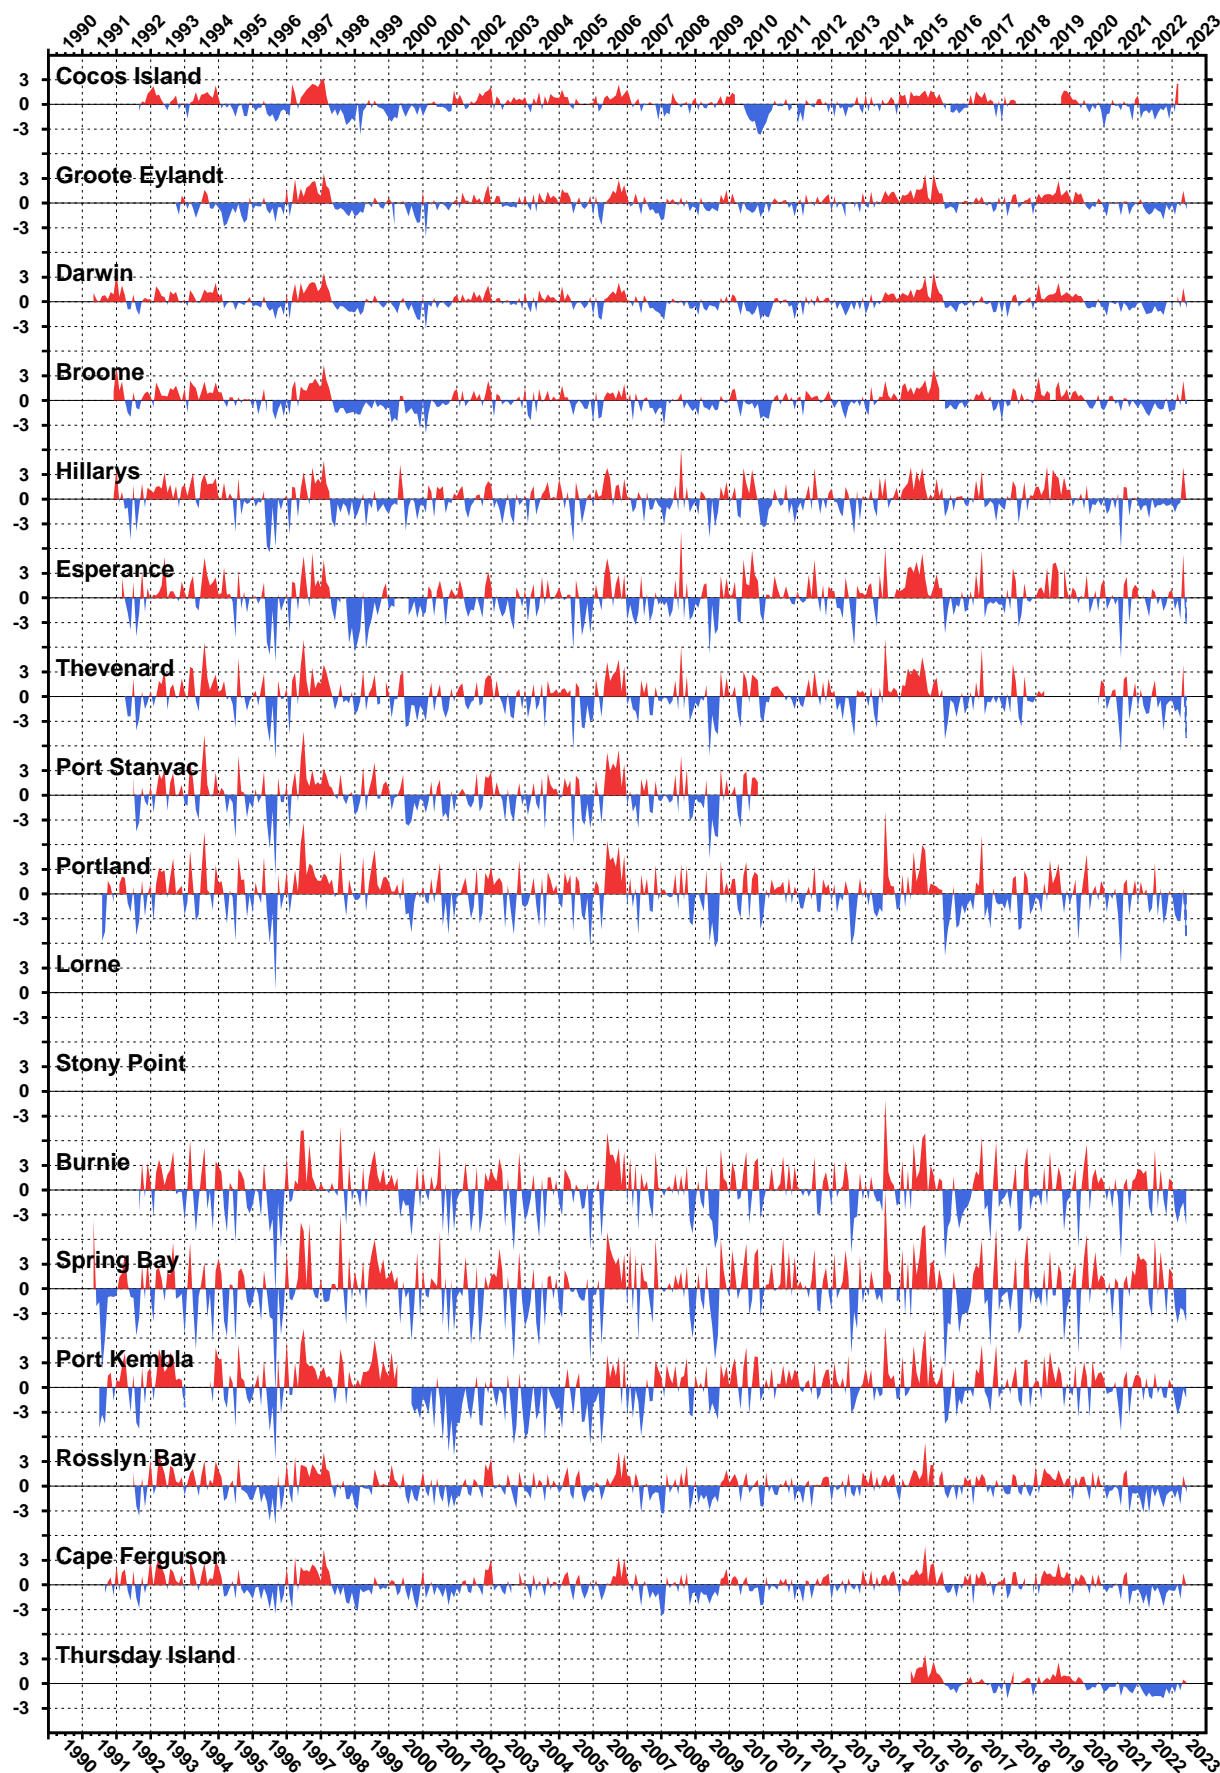 1990 1991 1992 1993 1994 1995 1996 1997 1998 1999 2000 2001 2002 2003 2004 2005 2006 2007 2008 2009 2010 2011 2012 2013 2014 2015 2016 2017 2018 2019 2020 2021 2022 2023
3 Cocos Island
0
-3
3 Groote Eylandt
0
-3
3 Darwin
0
-3
3 Broome
0
-3
3 Hillarys
0
-3
3 Esperance
0
-3
3 Thevenard
0
-3
3 Port Stanvac
0
-3
3 Portland
0
-3
3 Lorne
0
-3
3 Stony Point
0
-3
3 Burnie
0
-3
3 Spring Bay
0
-3
3 Port Kembla
0
-3
3 Rosslyn Bay
0
-3
3 Cape Ferguson
0
-3
3 Thursday Island
0
-3
1990 1991 1992 1993 1994 1995 1996 1997 1998 1999 2000 2001 2002 2003 2004 2005 2006 2007 2008 2009 2010 2011 2012 2013 2014 2015 2016 2017 2018 2019 2020 2021 2022 2023